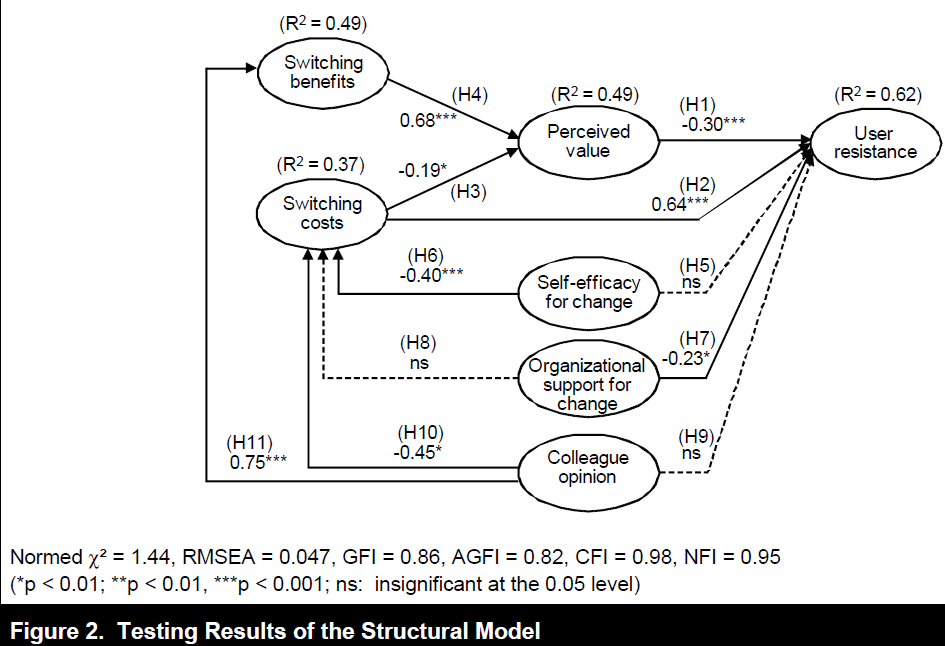 (R² = 0.49)
Switching
benefits
(H4)
0.68***
(R² = 0.49)
Perceived
value
(H1)
-0.30***
(R² = 0.62)
User
resistance
(R² = 0.37)
Switching
costs
-0.19*
(H3)
(H2)
0.64***
(H6)
-0.40***
Self-efficacy
for change
(H5)
ns
(H8)
ns
Organizational
support for
change
(H7)
-0.23*
(H11)
0.75***
(H10)
-0.45*
Colleague
opinion
(H9)
ns
Normed χ² = 1.44, RMSEA = 0.047, GFI = 0.86, AGFI = 0.82, CFI = 0.98, NFI = 0.95
(*p < 0.01; **p < 0.01, ***p < 0.001; ns: insignificant at the 0.05 level)
Figure 2. Testing Results of the Structural Model